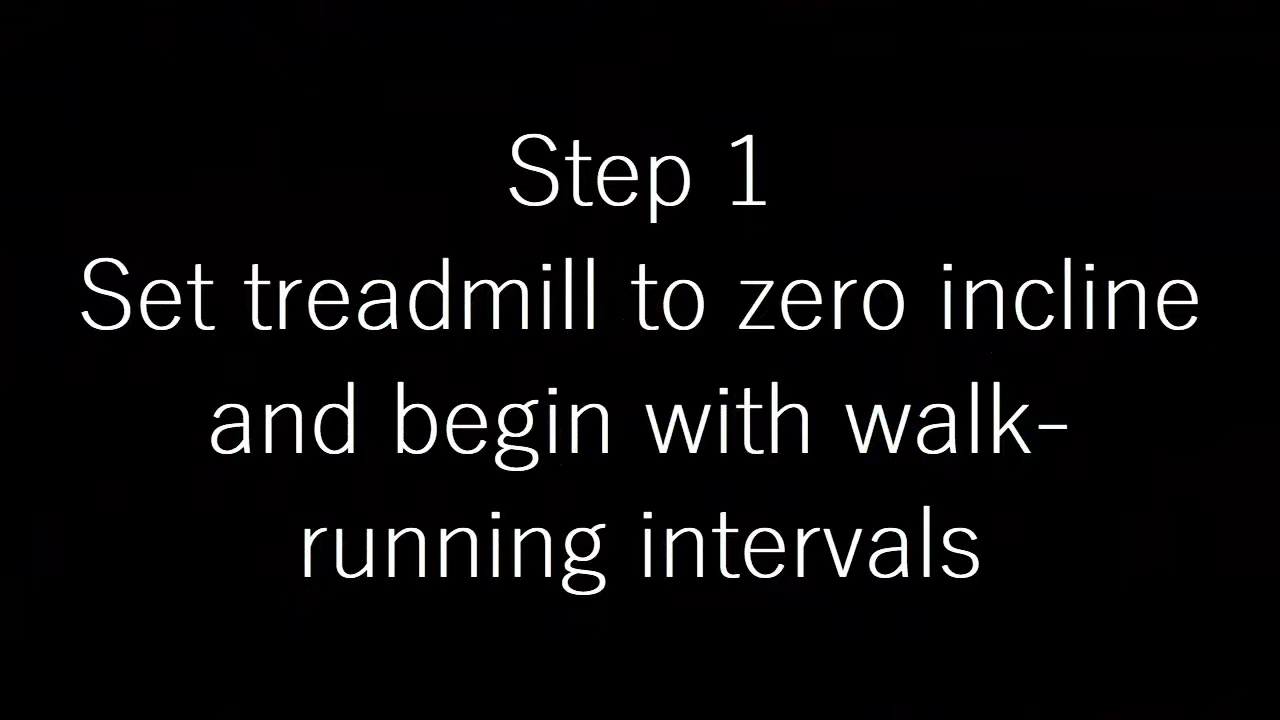 Step 1
Set treadmill to zero incline
and begin with walk-
running intervals